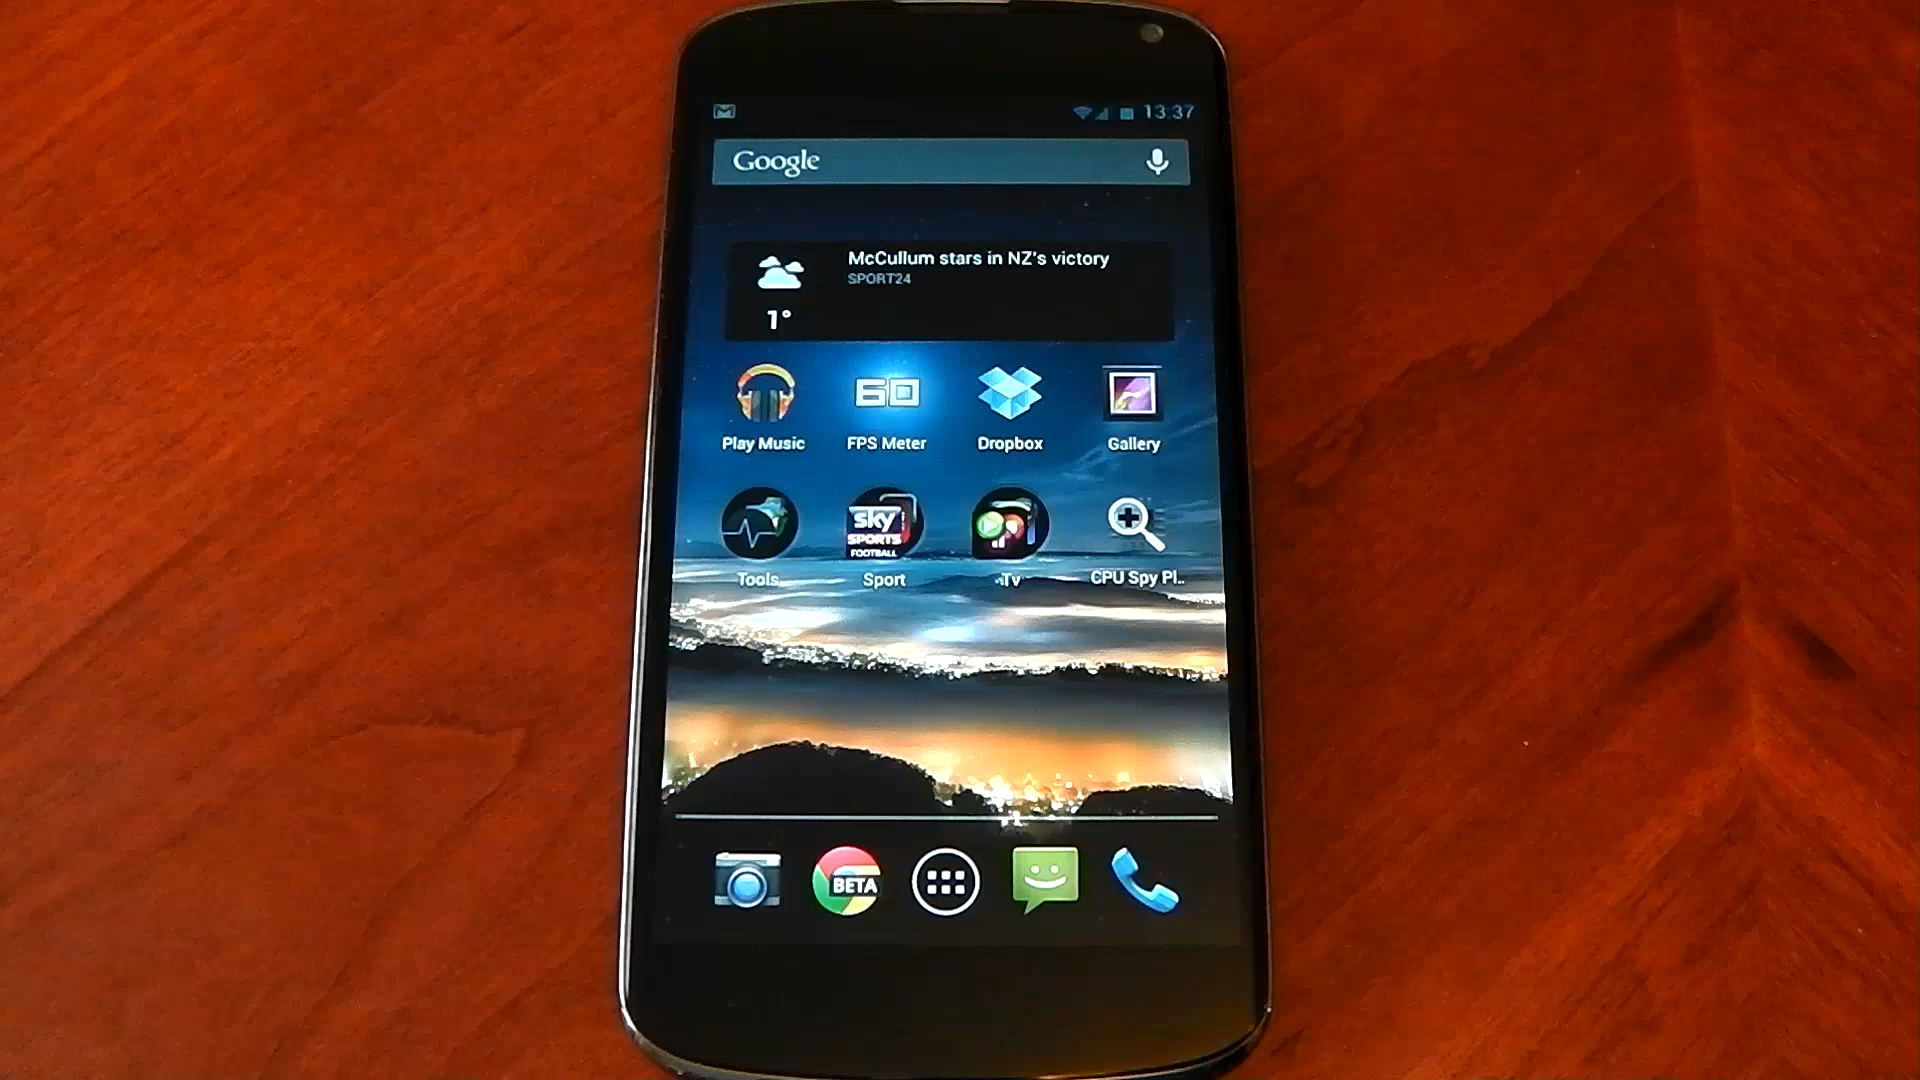 13:37
Google
McCullum stars in NZ's victory
SPORT24
1°
60
Play Music
FPS Meter
Dropbox
Gallery
sky
SPORTS
FOOTBALL
Tools
Sport
Tv
CPU Spy Pl..
BETA